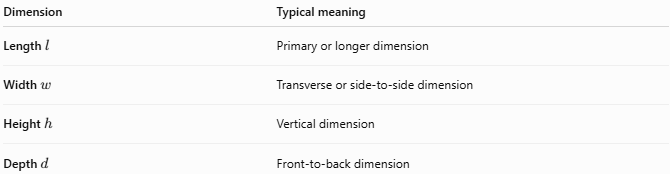 Dimension Typical meaning
Length l Primary or longer dimension
Width w Transverse or side-to-side dimension
Height h Vertical dimension
Depth d Front-to-back dimension